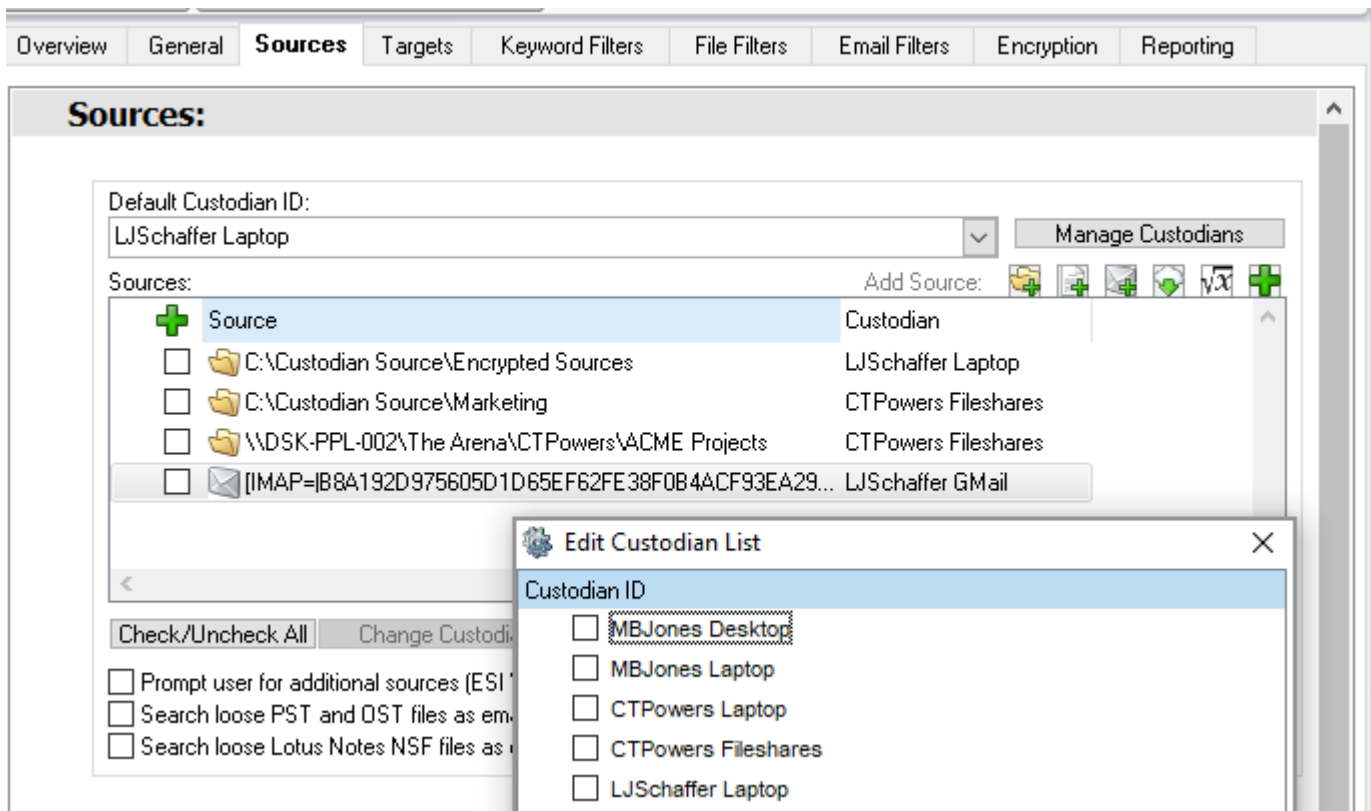 Overview General Sources Targets Keyword Filters File Filters Email Filters Encryption Reporting
Sources:
Default Custodian ID:
LJSchaffer Laptop
Manage Custodians
Sources:
Add Source:
Source Custodian
C:\Custodian Source\Encrypted Sources LJSchaffer Laptop
C:\Custodian Source\Marketing CTPowers Fileshares
\\DSK-PPL-002\The Arena\CTPowers\ACME Projects CTPowers Fileshares
[IMAP=|B8A192D975605D1D65EF62FE38F0B4ACF93EA29... LJSchaffer GMail
Check/Uncheck All Change Custodi
Prompt user for additional sources (ESI
Search loose PST and OST files as ema
Search loose Lotus Notes NSF files as
Edit Custodian List
Custodian ID
MBJones Desktop
MBJones Laptop
CTPowers Laptop
CTPowers Fileshares
LJSchaffer Laptop